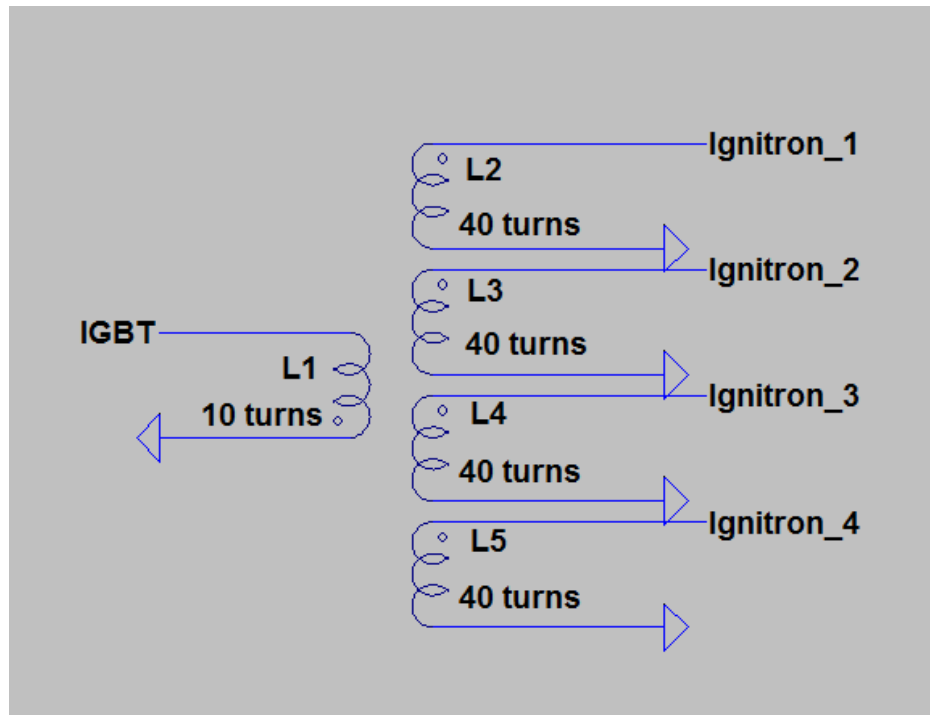 Ignitron_1
L2
40 turns
Ignitron_2
L3
IGBT
40 turns
L1
Ignitron_3
10 turns
L4
40 turns
Ignitron_4
L5
40 turns